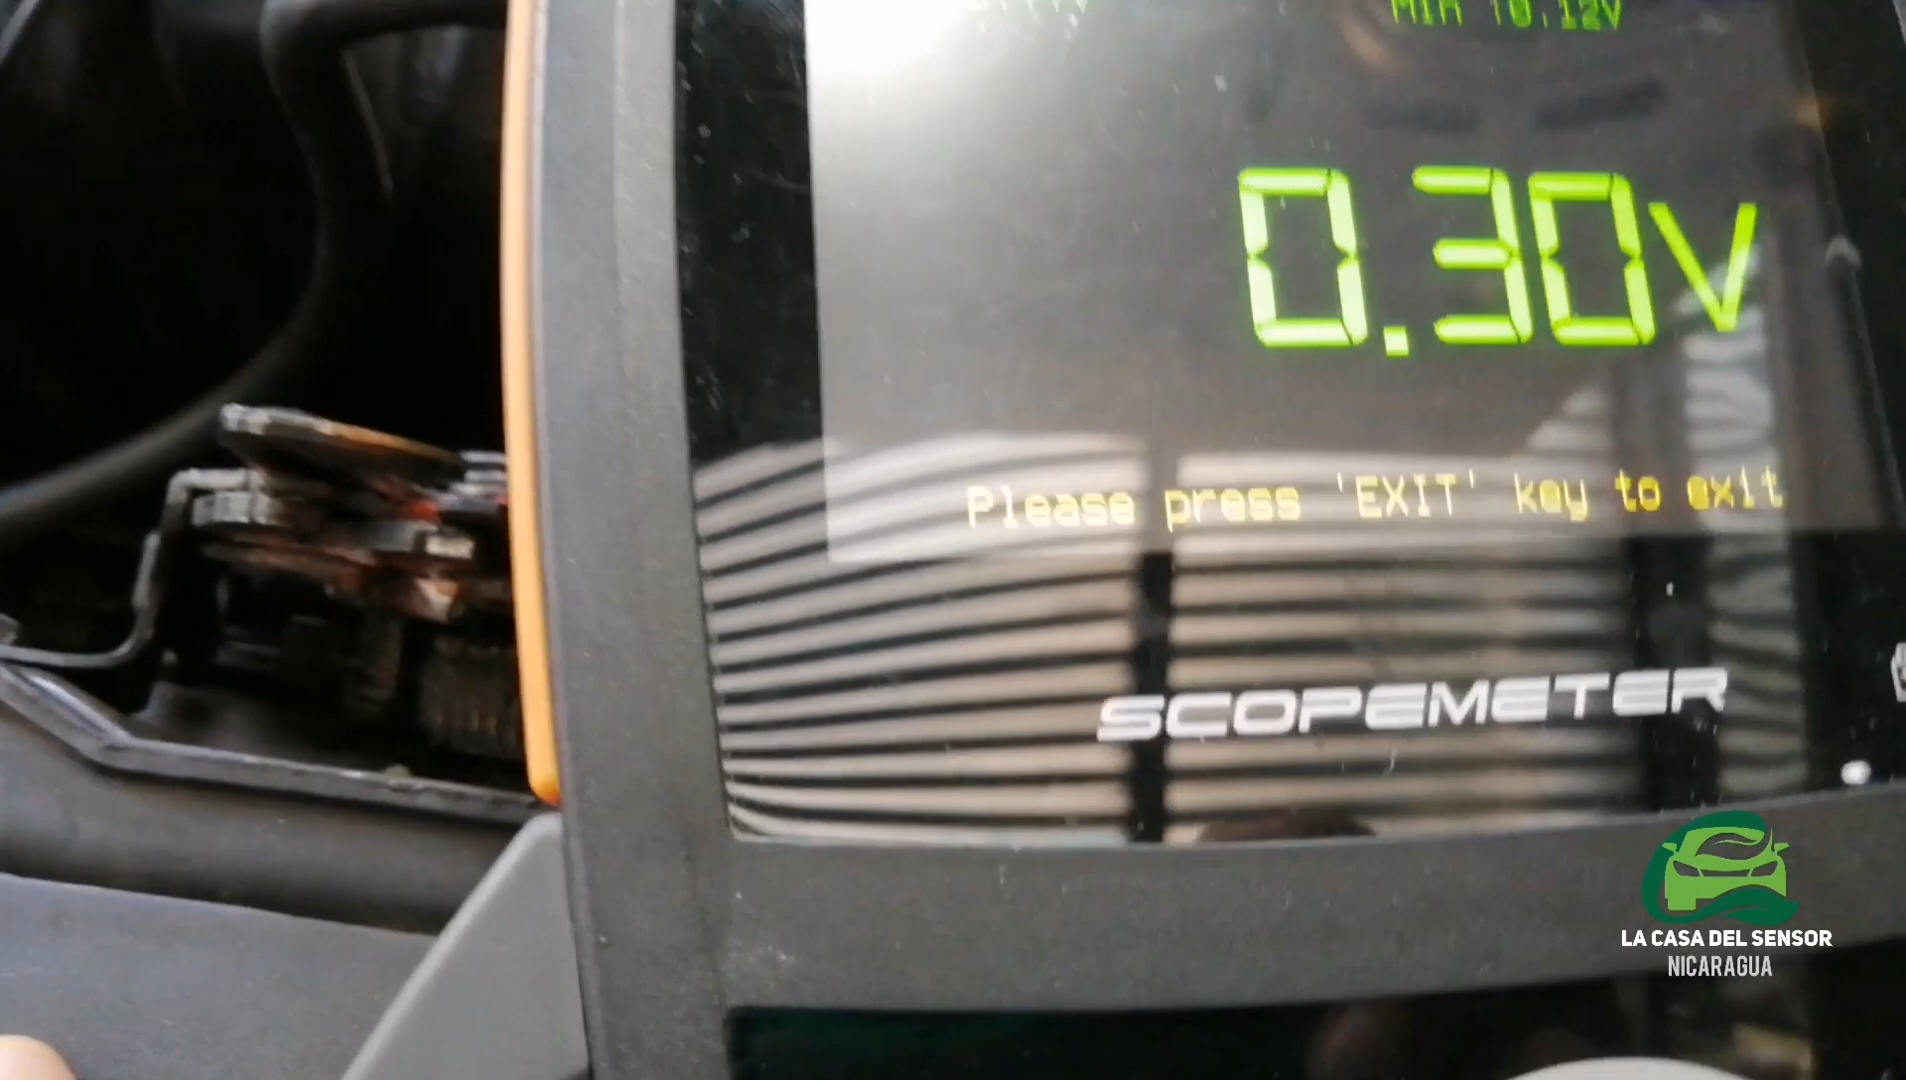 0.30V
Please press 'EXIT' key to exit
SCOPEMETER
LA CASA DEL SENSOR
NICARAGUA